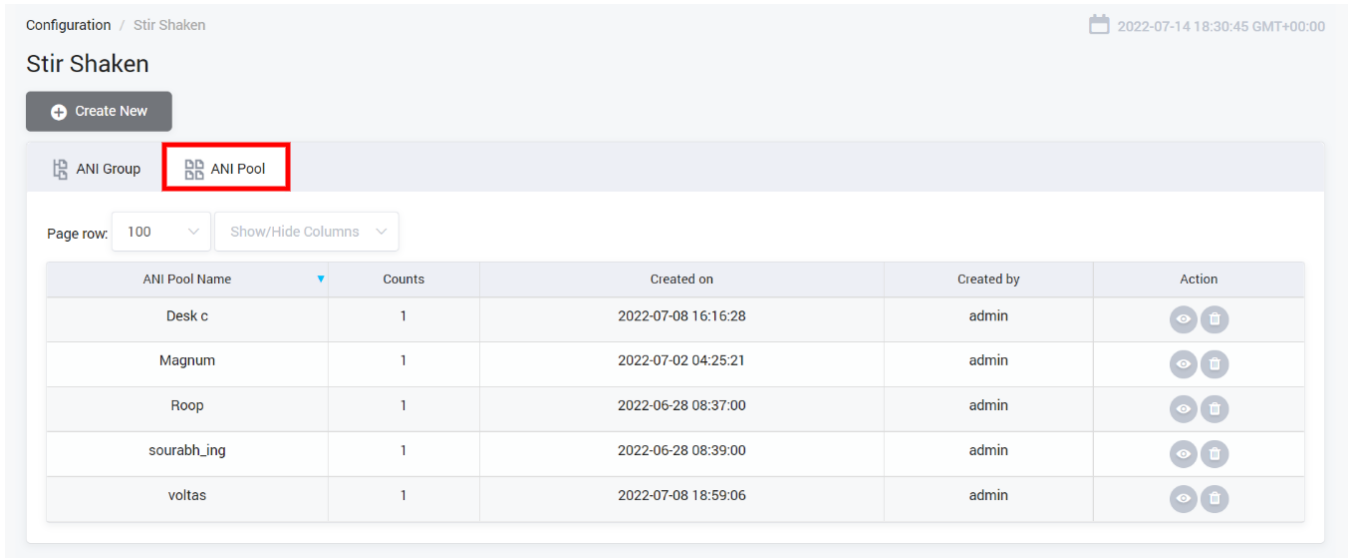 Configuration / Stir Shaken
2022-07-14 18:30:45 GMT+00:00
Stir Shaken
Create New
ANI Group ANI Pool
Page row: 100 Show/Hide Columns
ANI Pool Name Counts Created on Created by Action
Desk c 1 2022-07-08 16:16:28 admin
Magnum 1 2022-07-02 04:25:21 admin
Roop 1 2022-06-28 08:37:00 admin
sourabh_ing 1 2022-06-28 08:39:00 admin
voltas 1 2022-07-08 18:59:06 admin